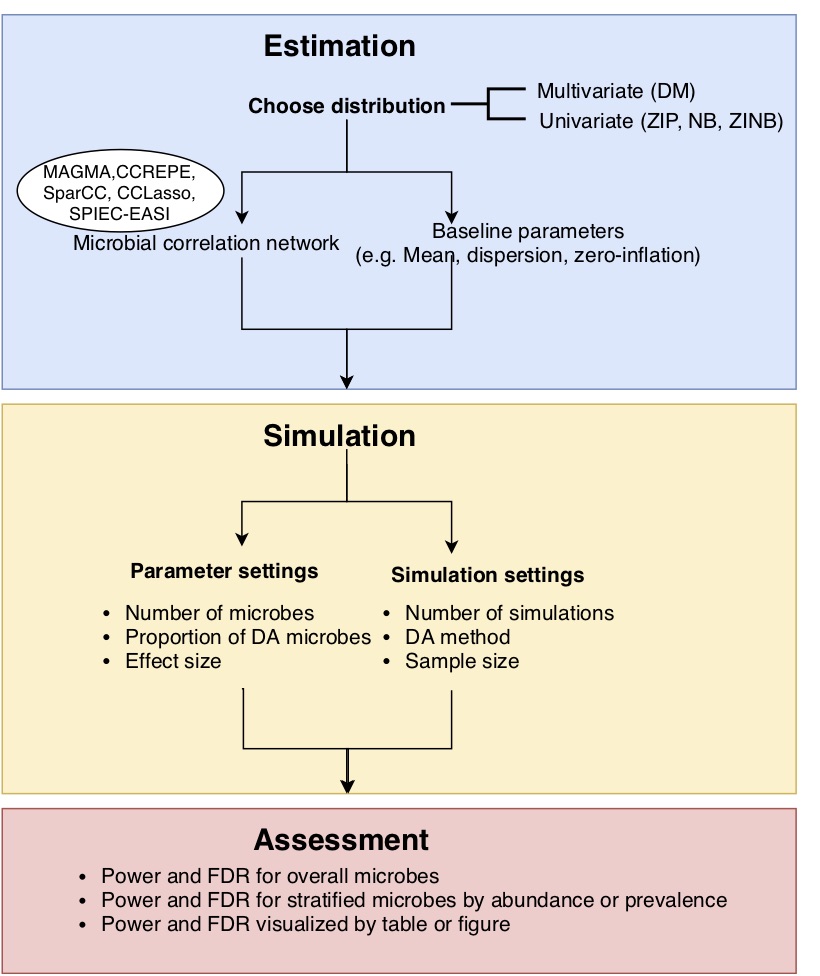 Estimation
Choose distribution
Multivariate (DM)
Univariate (ZIP, NB, ZINB)
MAGMA,CCREPE,
SparCC, CCLasso,
SPIEC-EASI
Microbial correlation network
Baseline parameters
(e.g. Mean, dispersion, zero-inflation)
Simulation
Parameter settings
• Number of microbes
• Proportion of DA microbes
• Effect size
Simulation settings
• Number of simulations
• DA method
• Sample size
Assessment
• Power and FDR for overall microbes
• Power and FDR for stratified microbes by abundance or prevalence
• Power and FDR visualized by table or figure